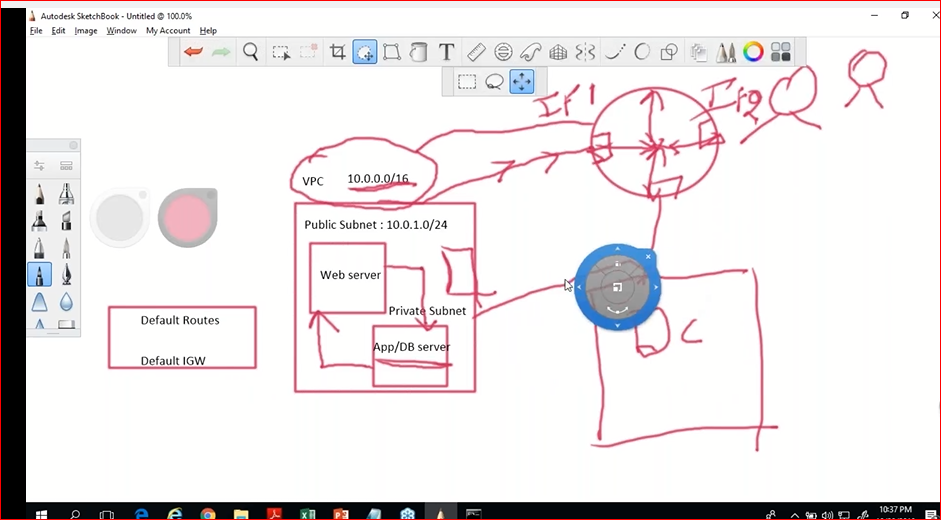 Autodesk SketchBook - Untitled @ 100.0%
File Edit Image Window My Account Help
T
IF1
IF2
VPC 10.0.0.0/16
Public Subnet : 10.0.1.0/24
Web server
Private Subnet
App/DB server
Default Routes
Default IGW
C
10:37 PM